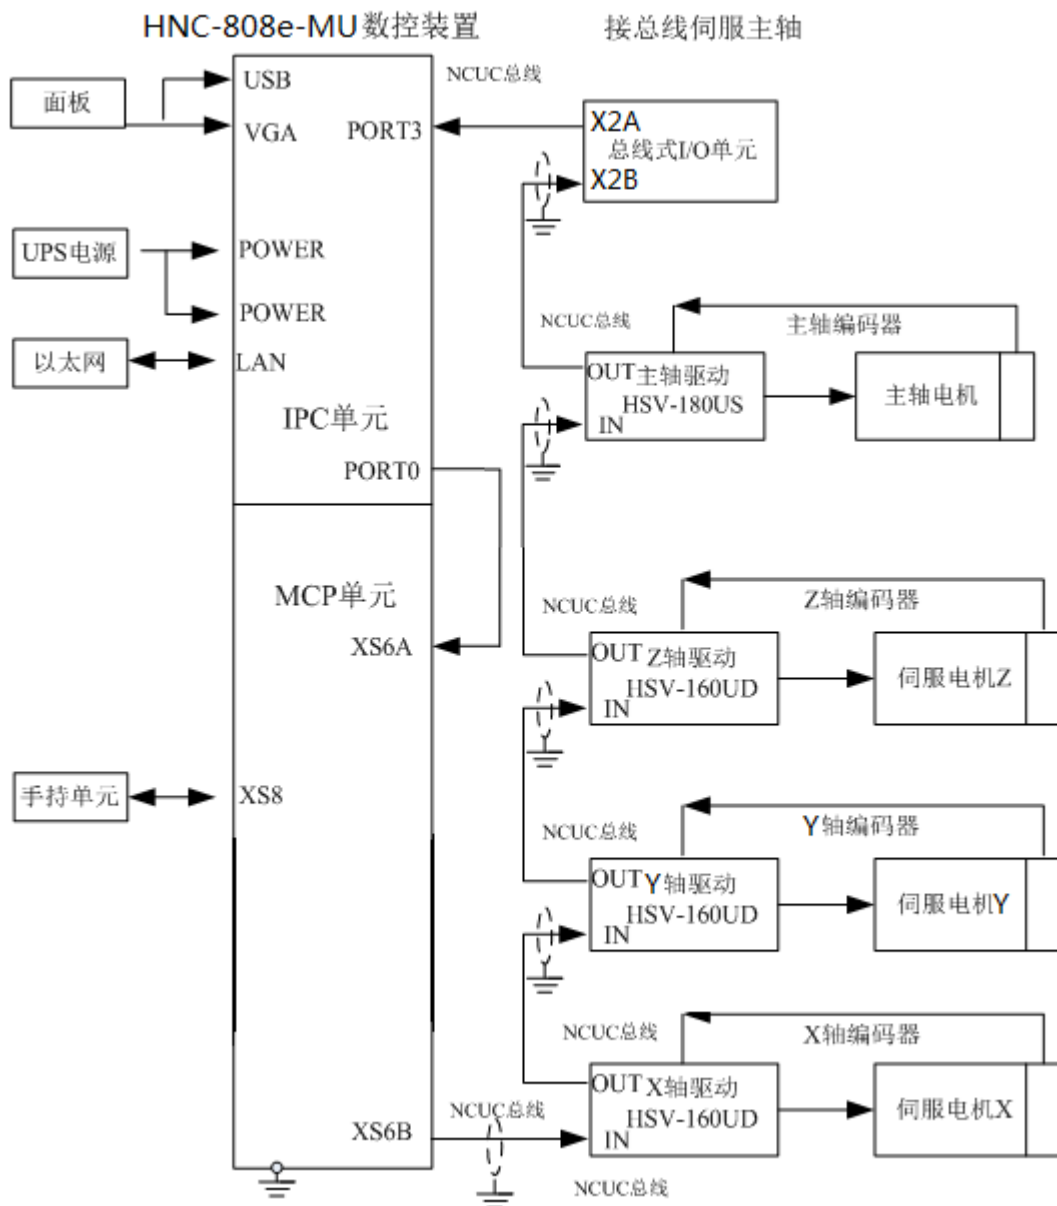 HNC-808e-MU数控装置
接总线伺服主轴
面板
USB
VGA
NCUC总线
PORT3
X2A
总线式I/O单元
X2B
UPS电源
POWER
POWER
以太网
LAN
IPC单元
PORT0
NCUC总线
主轴编码器
OUT主轴驱动
HSV-180US
IN
主轴电机
MCP单元
XS6A
NCUC总线
Z轴编码器
OUT Z轴驱动
HSV-160UD
IN
伺服电机Z
手持单元
XS8
NCUC总线
Y轴编码器
OUT Y轴驱动
HSV-160UD
IN
伺服电机Y
NCUC总线
X轴编码器
OUT X轴驱动
HSV-160UD
IN
伺服电机X
XS6B
NCUC总线
NCUC总线